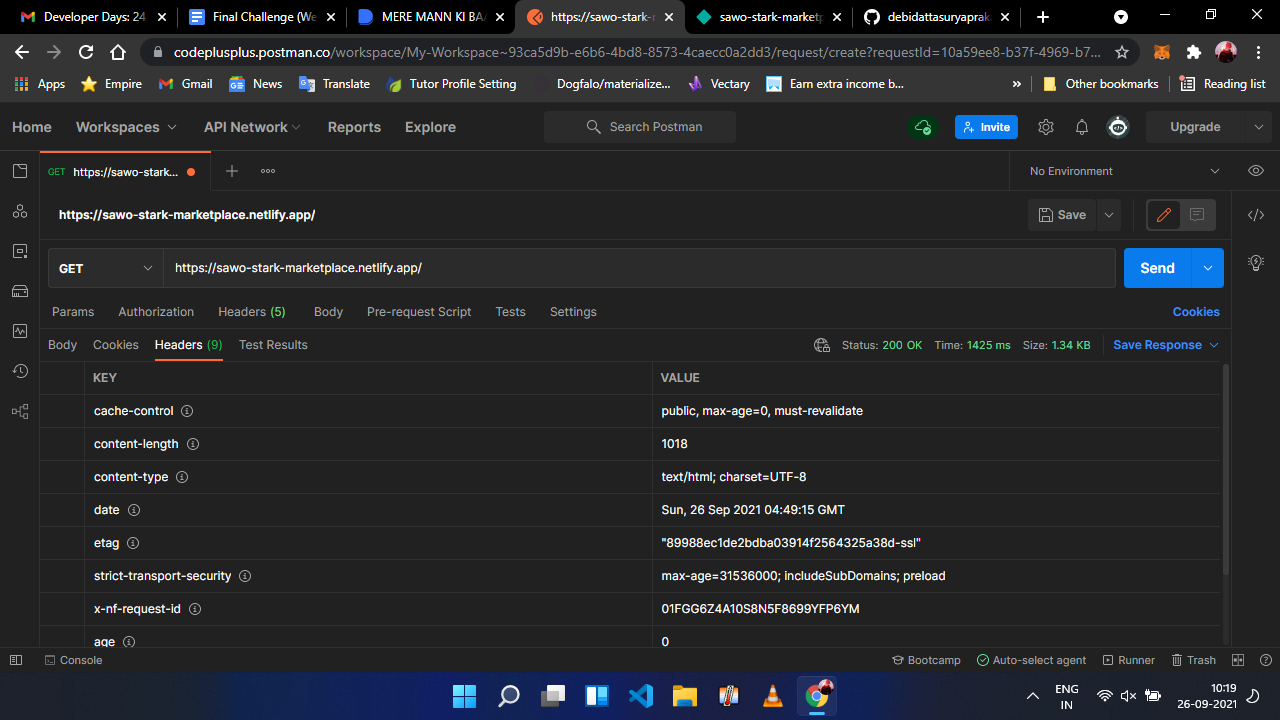 Developer Days: 24
Final Challenge (We
MERE MANN KI BA
https://sawo-stark-m
sawo-stark-marketp
debidattasuryaprak
codeplusplus.postman.co/workspace/My-Workspace~93ca5d9b-e6b6-4bd8-8573-4caecc0a2dd3/request/create?requestId=10a59ee8-b37f-4969-b7...
Apps
Empire
Gmail
News
Translate
Tutor Profile Setting
Dogfalo/materialize...
Vectary
Earn extra income b...
»
Other bookmarks
Reading list
Home
Workspaces
API Network
Reports
Explore
Search Postman
Invite
Upgrade
GET https://sawo-stark...
No Environment
https://sawo-stark-marketplace.netlify.app/
Save
GET
https://sawo-stark-marketplace.netlify.app/
Send
Params
Authorization
Headers (5)
Body
Pre-request Script
Tests
Settings
Cookies
Body
Cookies
Headers (9)
Test Results
Status: 200 OK
Time: 1425 ms
Size: 1.34 KB
Save Response
KEY
VALUE
cache-control
public, max-age=0, must-revalidate
content-length
1018
content-type
text/html; charset=UTF-8
date
Sun, 26 Sep 2021 04:49:15 GMT
etag
"89988ec1de2bdba03914f2564325a38d-ssl"
strict-transport-security
max-age=31536000; includeSubDomains; preload
x-nf-request-id
01FGG6Z4A10S8N5F8699YFP6YM
age
0
Console
Bootcamp
Auto-select agent
Runner
Trash
ENG
IN
10:19
26-09-2021